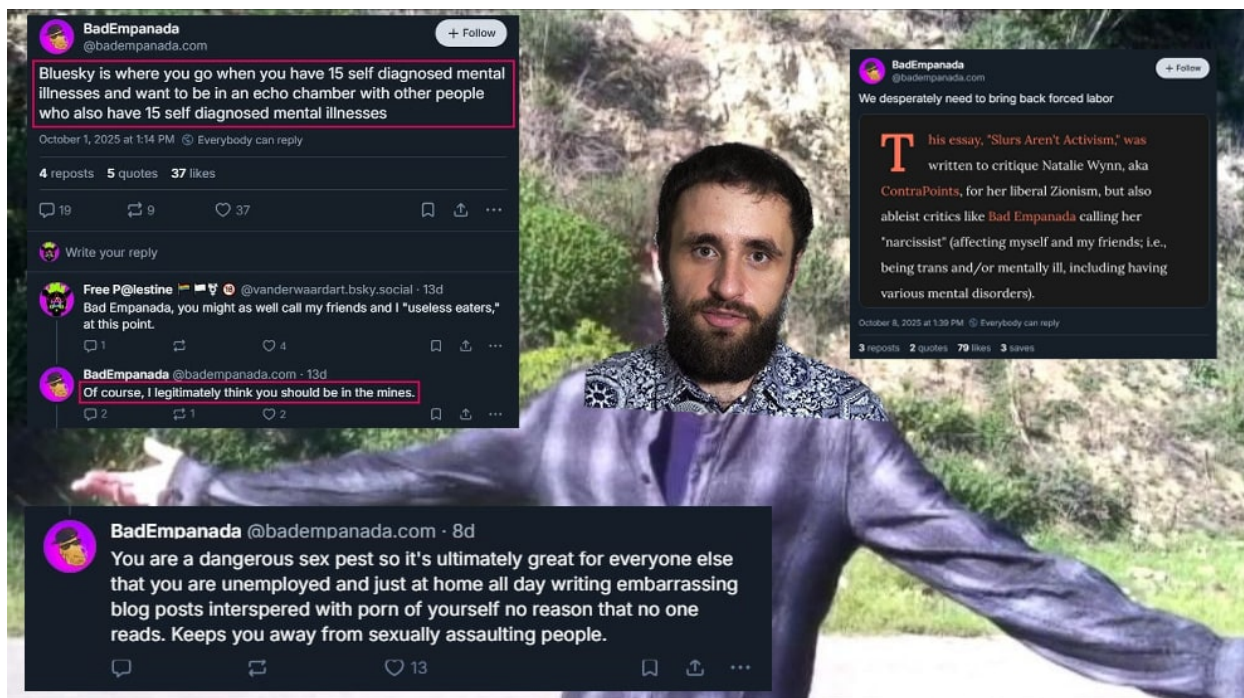 BadEmpanada
@badempanada.com
+ Follow
Bluesky is where you go when you have 15 self diagnosed mental
illnesses and want to be in an echo chamber with other people
who also have 15 self diagnosed mental illnesses
October 1, 2025 at 1:14 PM Everybody can reply
4 reposts 5 quotes 37 likes
19 9 37
Write your reply
Free P@lestine @vanderwaardart.bsky.social · 13d
Bad Empanada, you might as well call my friends and I "useless eaters,"
at this point.
1 4
BadEmpanada @badempanada.com · 13d
Of course, I legitimately think you should be in the mines.
2 1 2
BadEmpanada
@badempanada.com
+ Follow
We desperately need to bring back forced labor
This essay, "Slurs Aren't Activism," was
written to critique Natalie Wynn, aka
ContraPoints, for her liberal Zionism, but also
ableist critics like Bad Empanada calling her
"narcissist" (affecting myself and my friends; i.e.,
being trans and/or mentally ill, including having
various mental disorders).
October 8, 2025 at 1:39 PM Everybody can reply
3 reposts 2 quotes 79 likes 3 saves
BadEmpanada @badempanada.com · 8d
You are a dangerous sex pest so it's ultimately great for everyone else
that you are unemployed and just at home all day writing embarrassing
blog posts interspered with porn of yourself no reason that no one
reads. Keeps you away from sexually assaulting people.
13